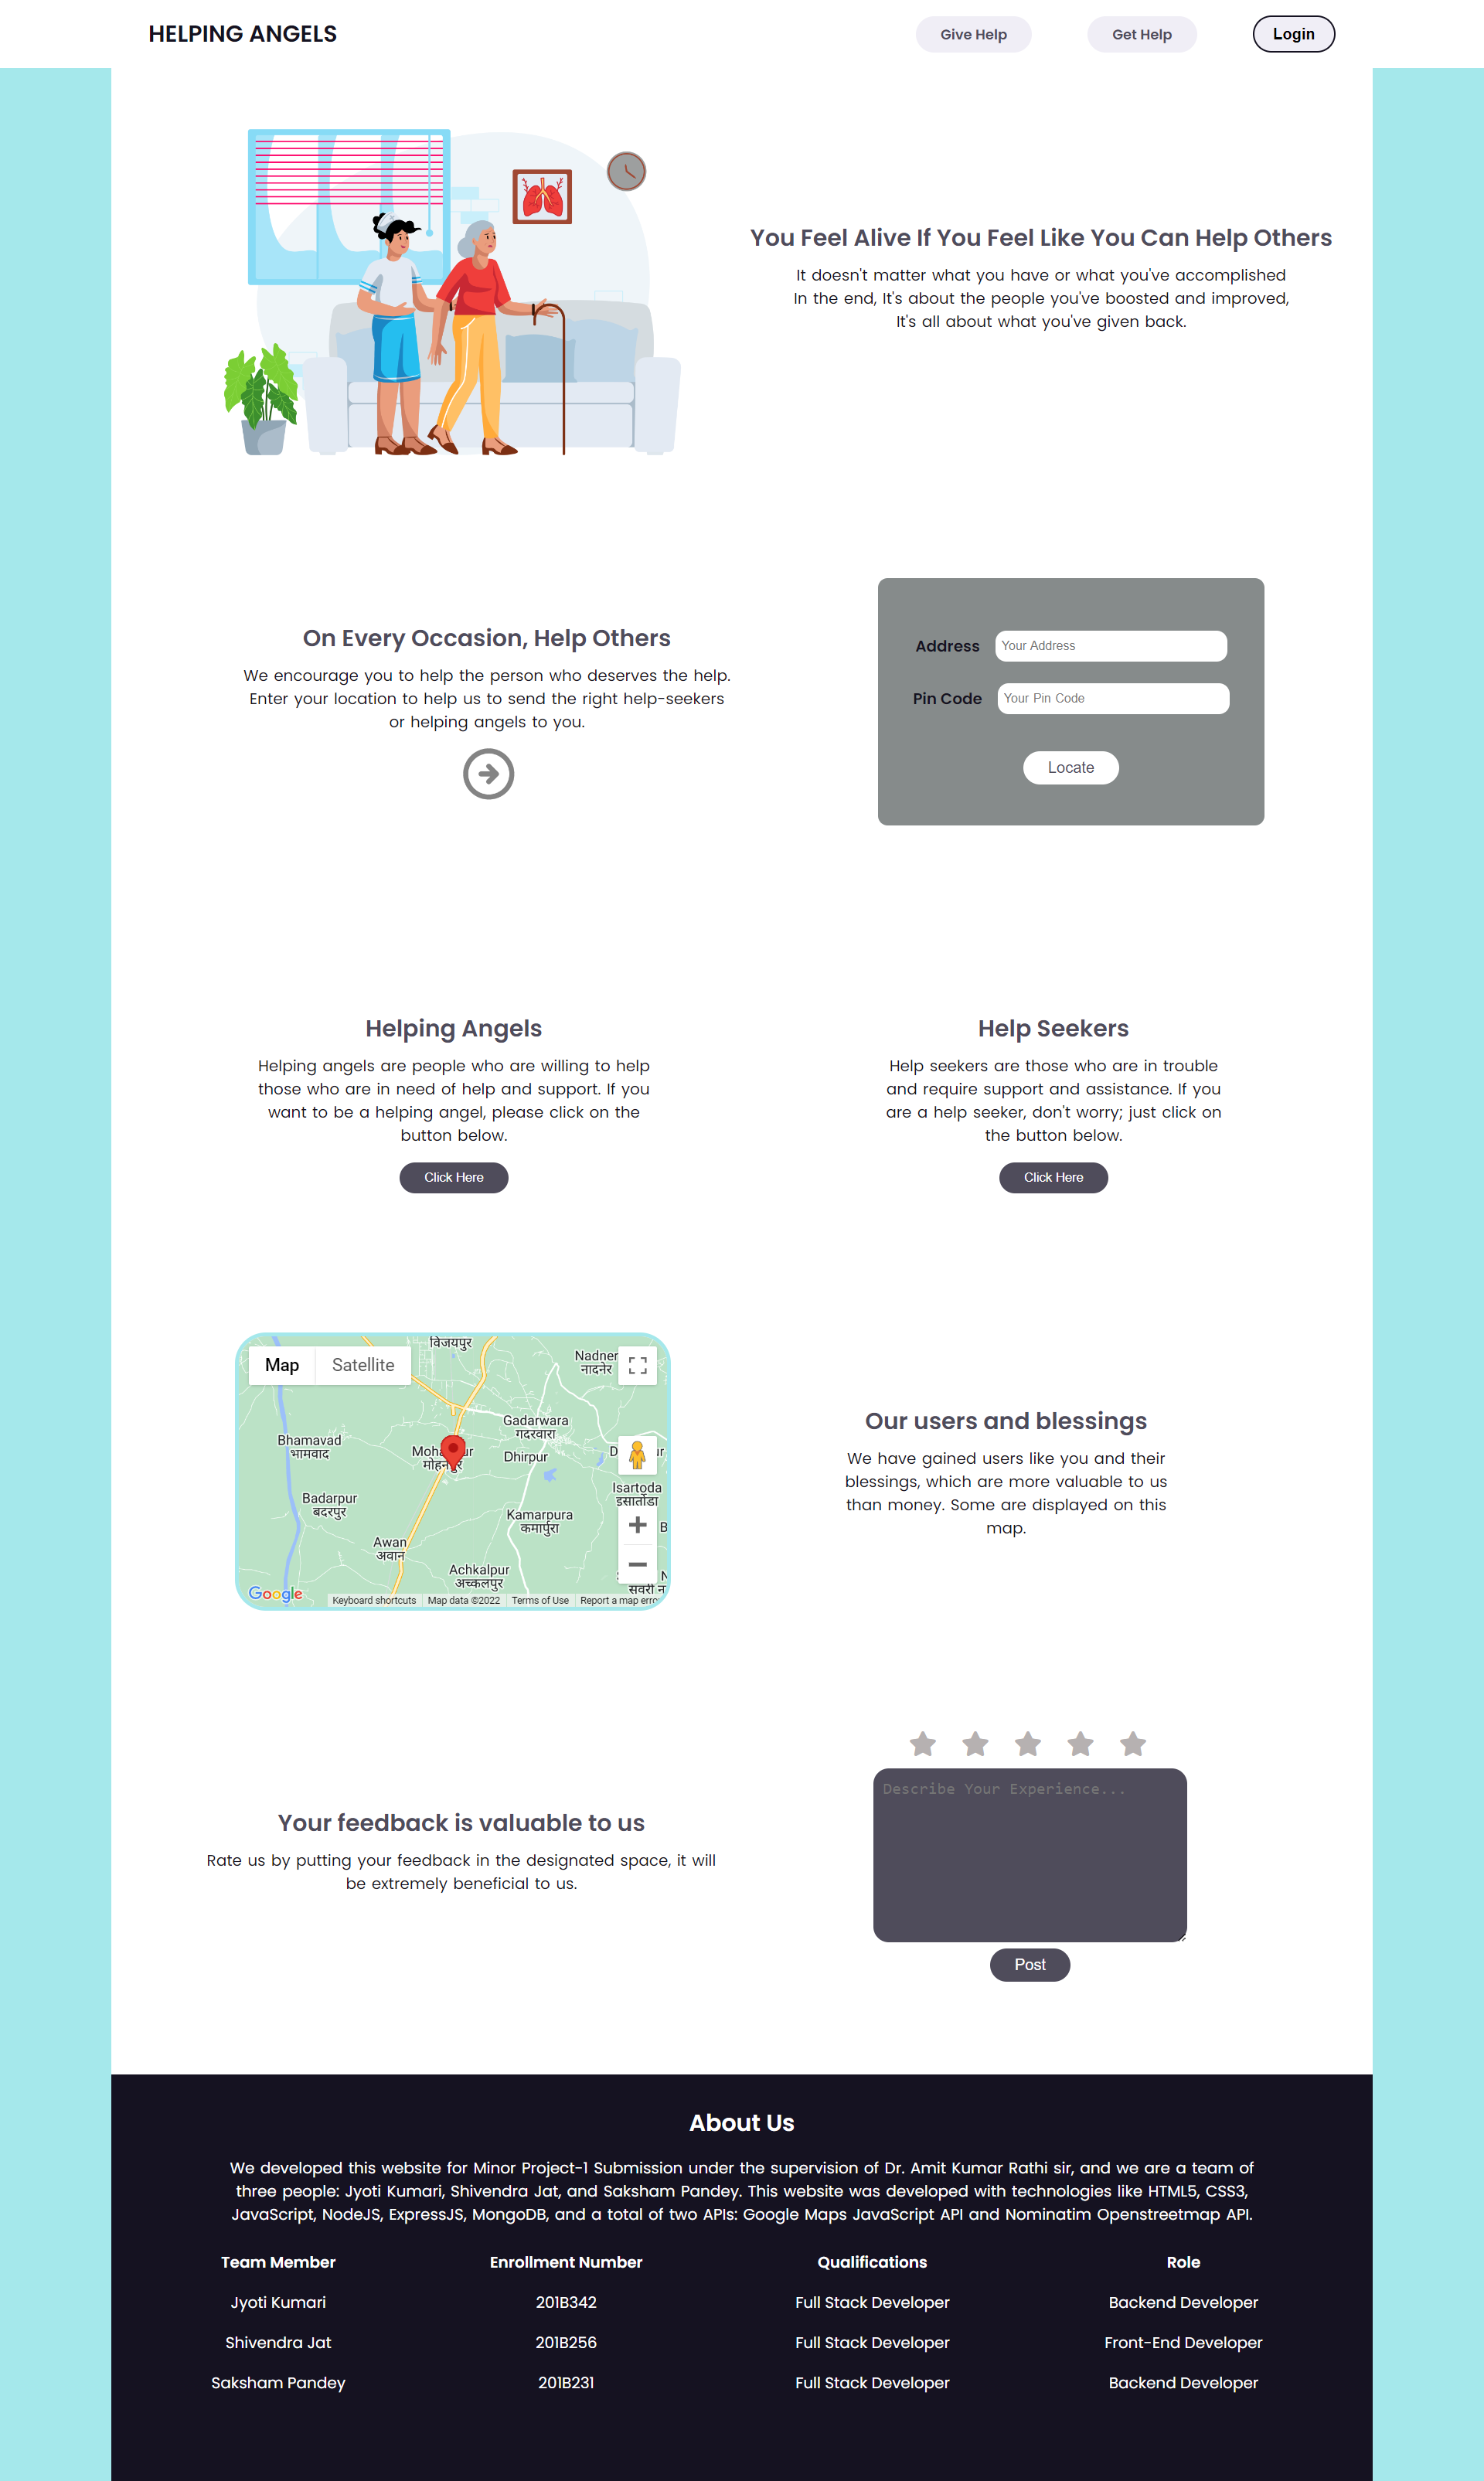 HELPING ANGELS
Give Help
Get Help
Login
You Feel Alive If You Feel Like You Can Help Others
It doesn't matter what you have or what you've accomplished
In the end, It's about the people you've boosted and improved,
It's all about what you've given back.
On Every Occasion, Help Others
We encourage you to help the person who deserves the help.
Enter your location to help us to send the right help-seekers
or helping angels to you.
Address
Your Address
Pin Code
Your Pin Code
Locate
Helping Angels
Helping angels are people who are willing to help
those who are in need of help and support. If you
want to be a helping angel, please click on the
button below.
Click Here
Help Seekers
Help seekers are those who are in trouble
and require support and assistance. If you
are a help seeker, don't worry; just click on
the button below.
Click Here
विजयपुर
Map
Satellite
Nadner
नादनेर
Gadarwara
गदरवारा
Bhamavad
भामवाद
Dhirpur
Isartoda
इसार्तोडा
Badarpur
बदरपुर
Kamarpura
कमार्पुरा
Awan
अवान
Achkalpur
अच्कलपुर
Google
Keyboard shortcuts
Map data ©2022
Terms of Use
Report a map error
Our users and blessings
We have gained users like you and their
blessings, which are more valuable to us
than money. Some are displayed on this
map.
Your feedback is valuable to us
Rate us by putting your feedback in the designated space, it will
be extremely beneficial to us.
Describe Your Experience...
Post
About Us
We developed this website for Minor Project-1 Submission under the supervision of Dr. Amit Kumar Rathi sir, and we are a team of
three people: Jyoti Kumari, Shivendra Jat, and Saksham Pandey. This website was developed with technologies like HTML5, CSS3,
JavaScript, NodeJS, ExpressJS, MongoDB, and a total of two APIs: Google Maps JavaScript API and Nominatim Openstreetmap API.
Team Member Enrollment Number Qualifications Role
Jyoti Kumari 201B342 Full Stack Developer Backend Developer
Shivendra Jat 201B256 Full Stack Developer Front-End Developer
Saksham Pandey 201B231 Full Stack Developer Backend Developer